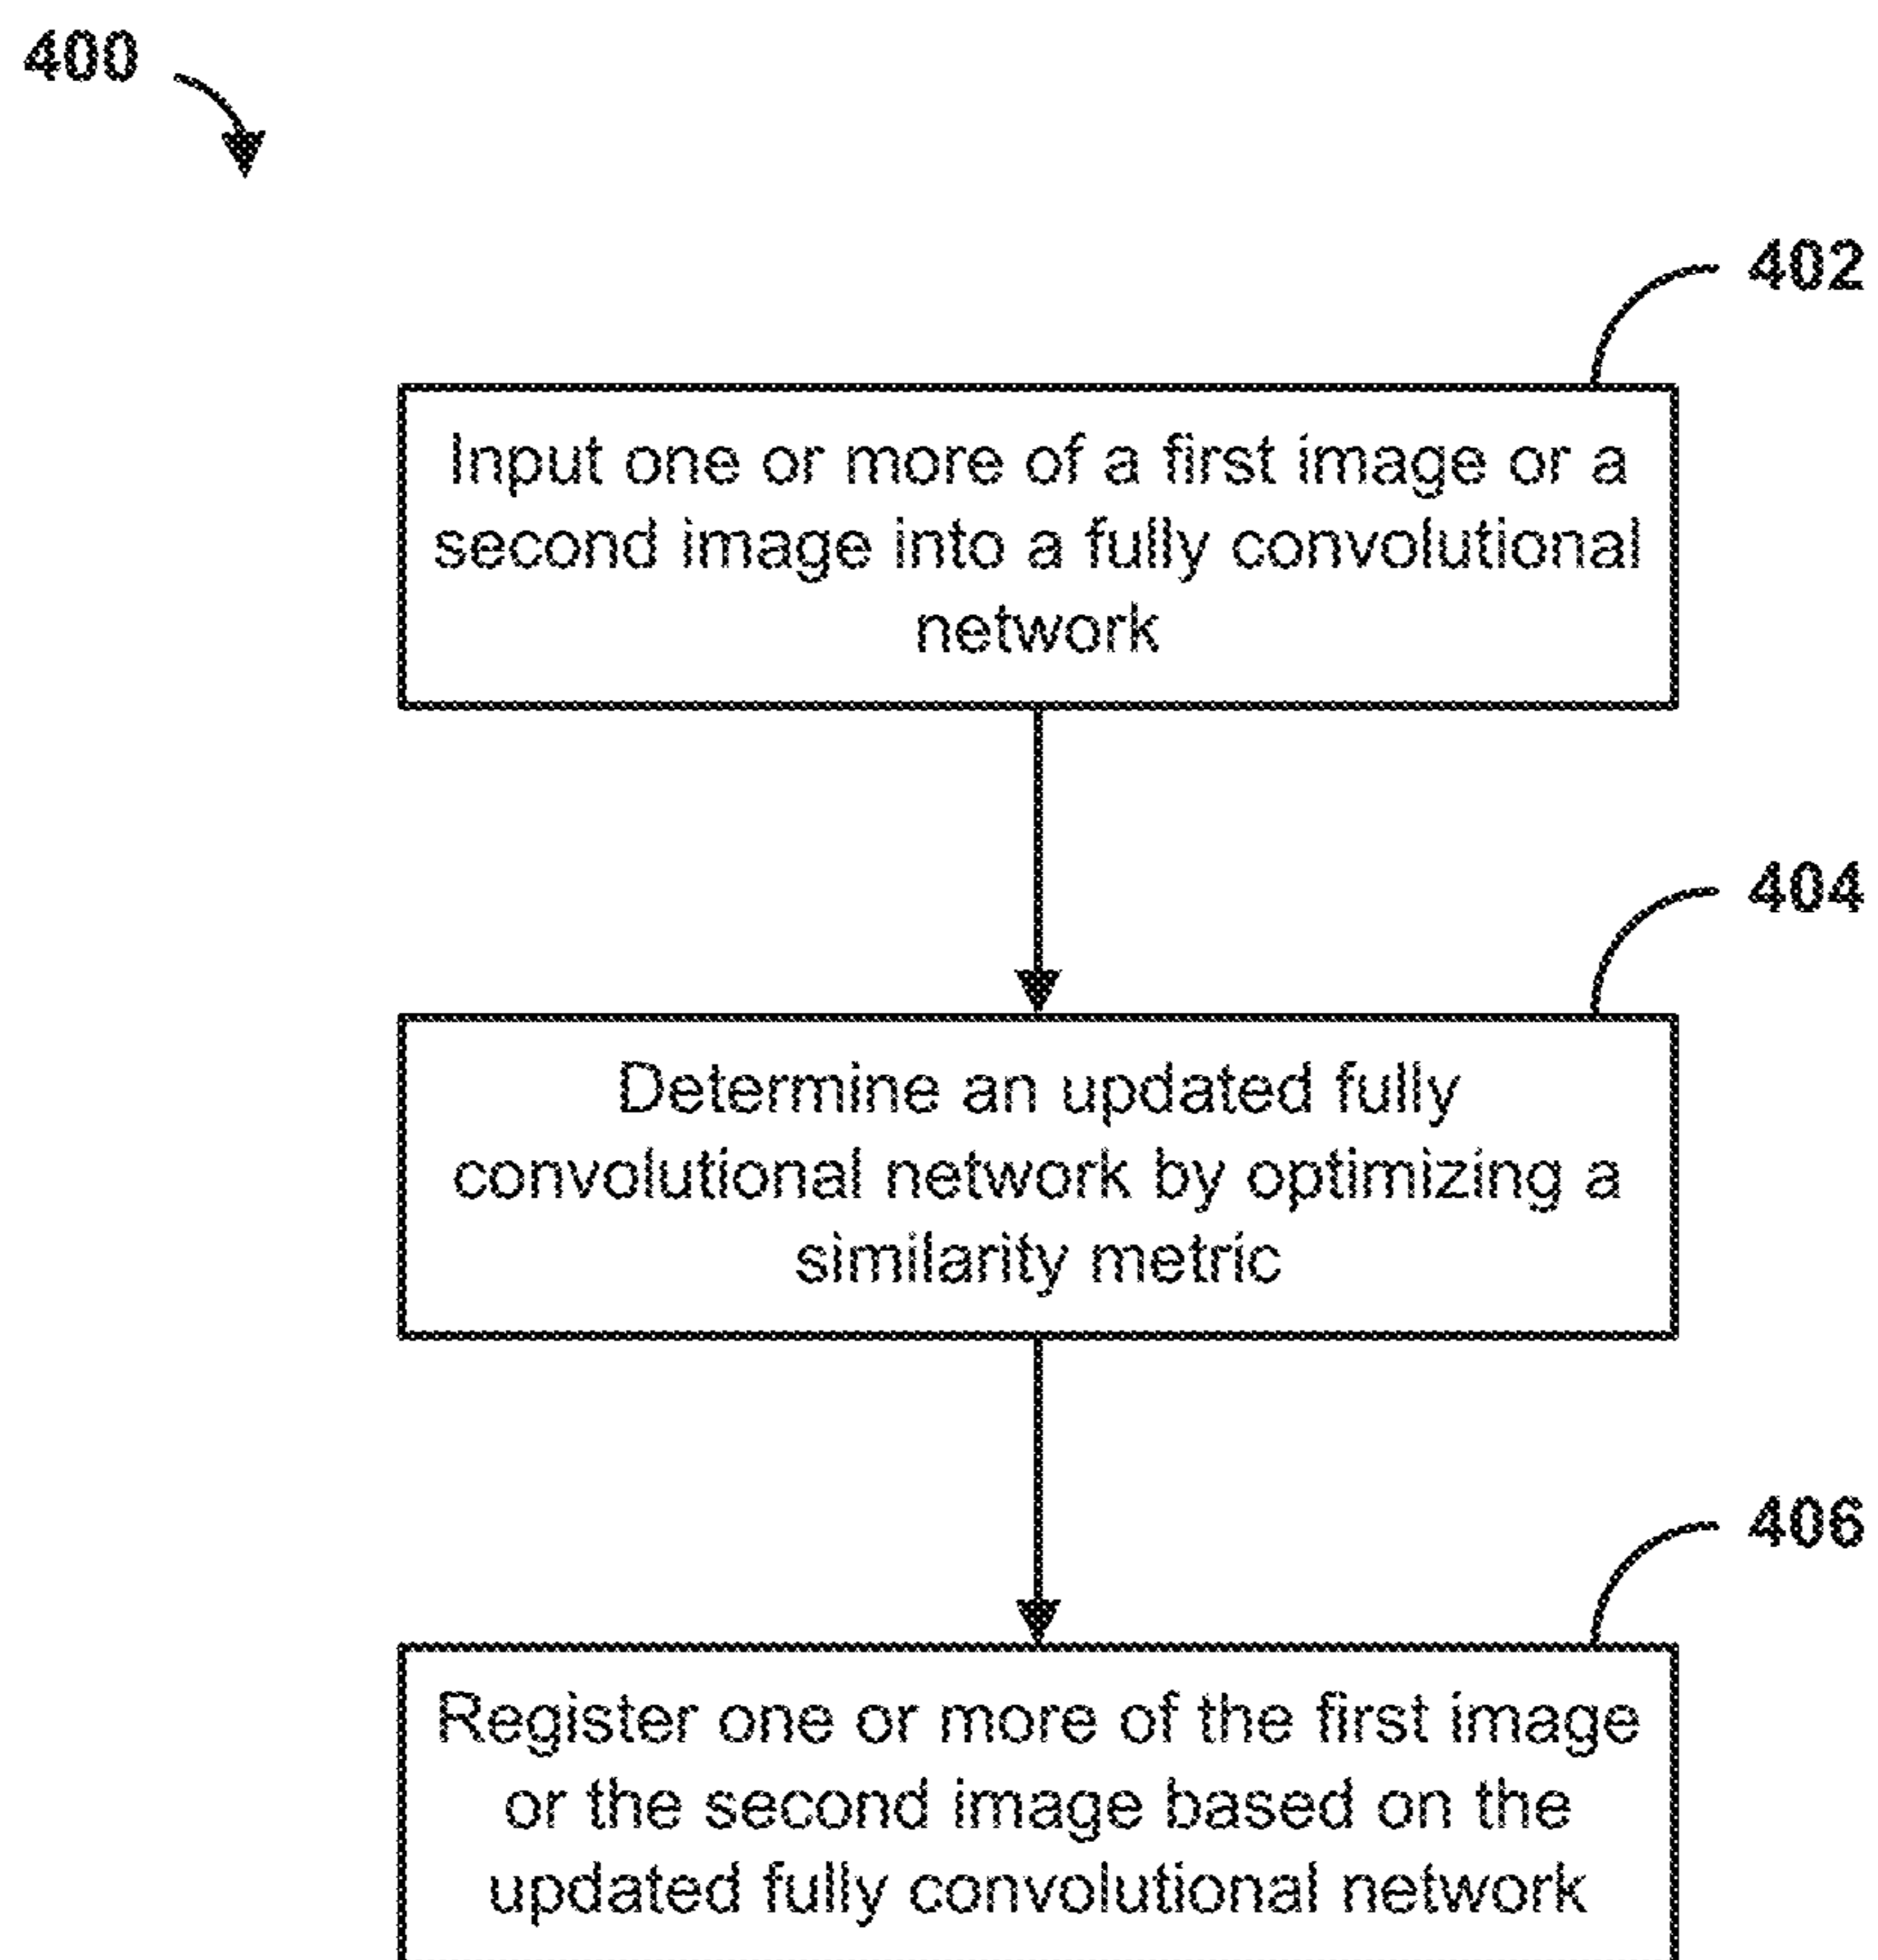 400
402
Input one or more of a first image or a
second image into a fully convolutional
network
404
Determine an updated fully
convolutional network by optimizing a
similarity metric
406
Register one or more of the first image
or the second image based on the
updated fully convolutional network